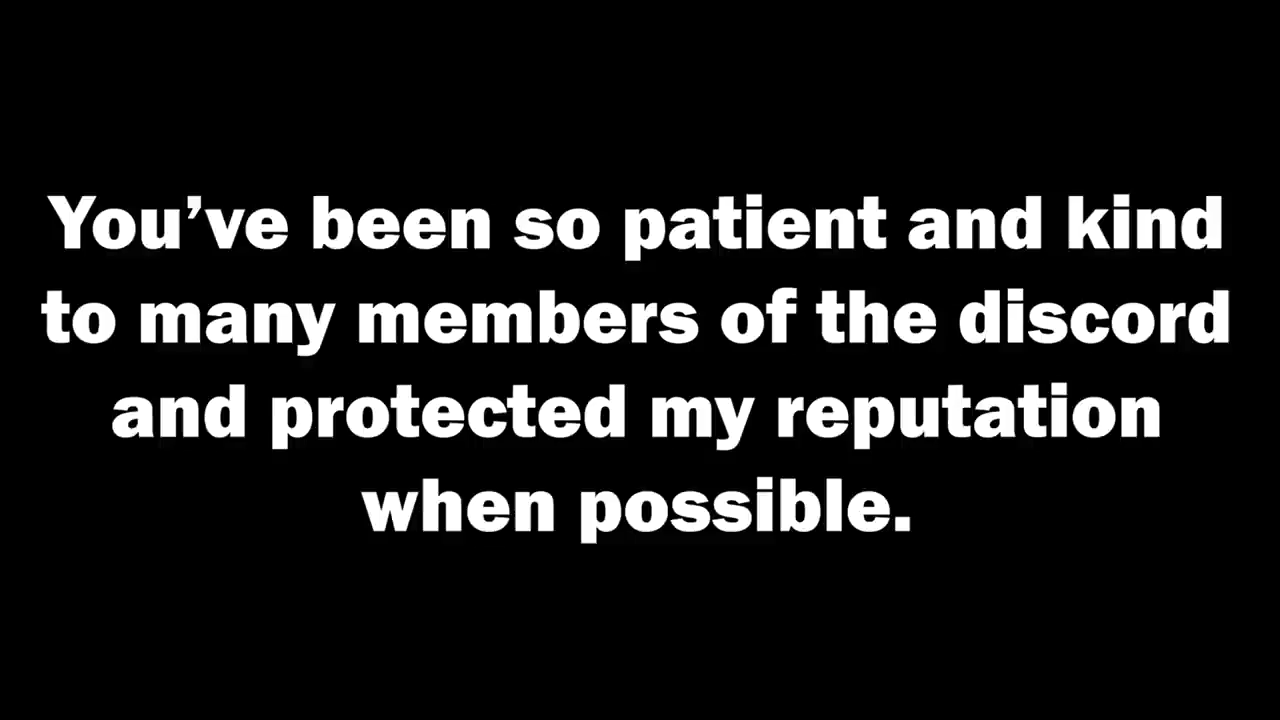 You’ve been so patient and kind
to many members of the discord
and protected my reputation
when possible.